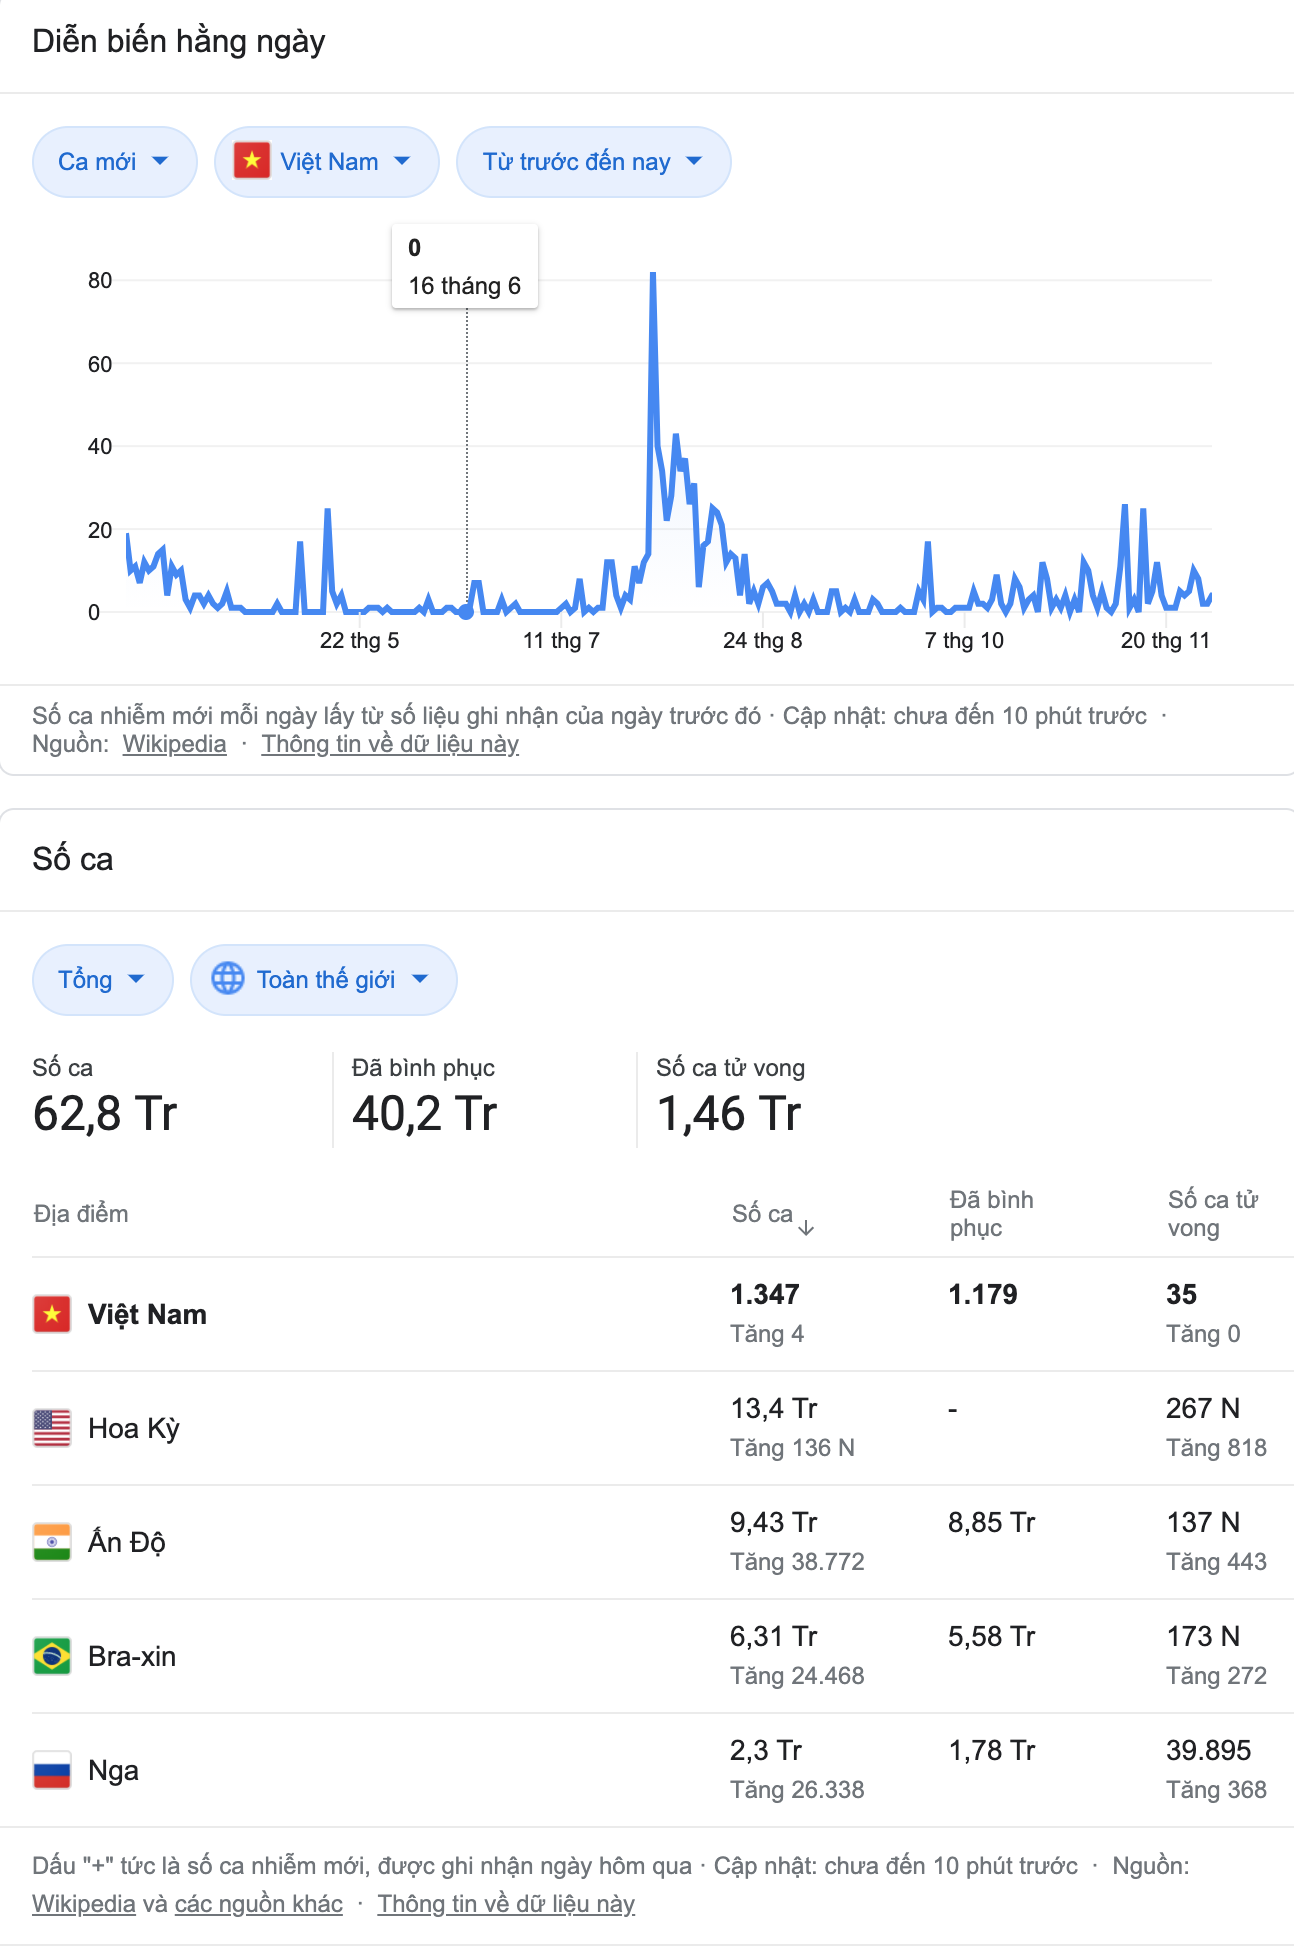 Diễn biến hằng ngày
Ca mới
Việt Nam
Từ trước đến nay
0
16 tháng 6
80
60
40
20
0
22 thg 5
11 thg 7
24 thg 8
7 thg 10
20 thg 11
Số ca nhiễm mới mỗi ngày lấy từ số liệu ghi nhận của ngày trước đó · Cập nhật: chưa đến 10 phút trước ·
Nguồn: Wikipedia · Thông tin về dữ liệu này
Số ca
Tổng
Toàn thế giới
Số ca
62,8 Tr
Đã bình phục
40,2 Tr
Số ca tử vong
1,46 Tr
Địa điểm
Số ca
Đã bình
phục
Số ca tử
vong
Việt Nam
1.347
Tăng 4
1.179
35
Tăng 0
Hoa Kỳ
13,4 Tr
Tăng 136 N
-
267 N
Tăng 818
Ấn Độ
9,43 Tr
Tăng 38.772
8,85 Tr
137 N
Tăng 443
Bra-xin
6,31 Tr
Tăng 24.468
5,58 Tr
173 N
Tăng 272
Nga
2,3 Tr
Tăng 26.338
1,78 Tr
39.895
Tăng 368
Dấu "+" tức là số ca nhiễm mới, được ghi nhận ngày hôm qua · Cập nhật: chưa đến 10 phút trước · Nguồn:
Wikipedia và các nguồn khác · Thông tin về dữ liệu này